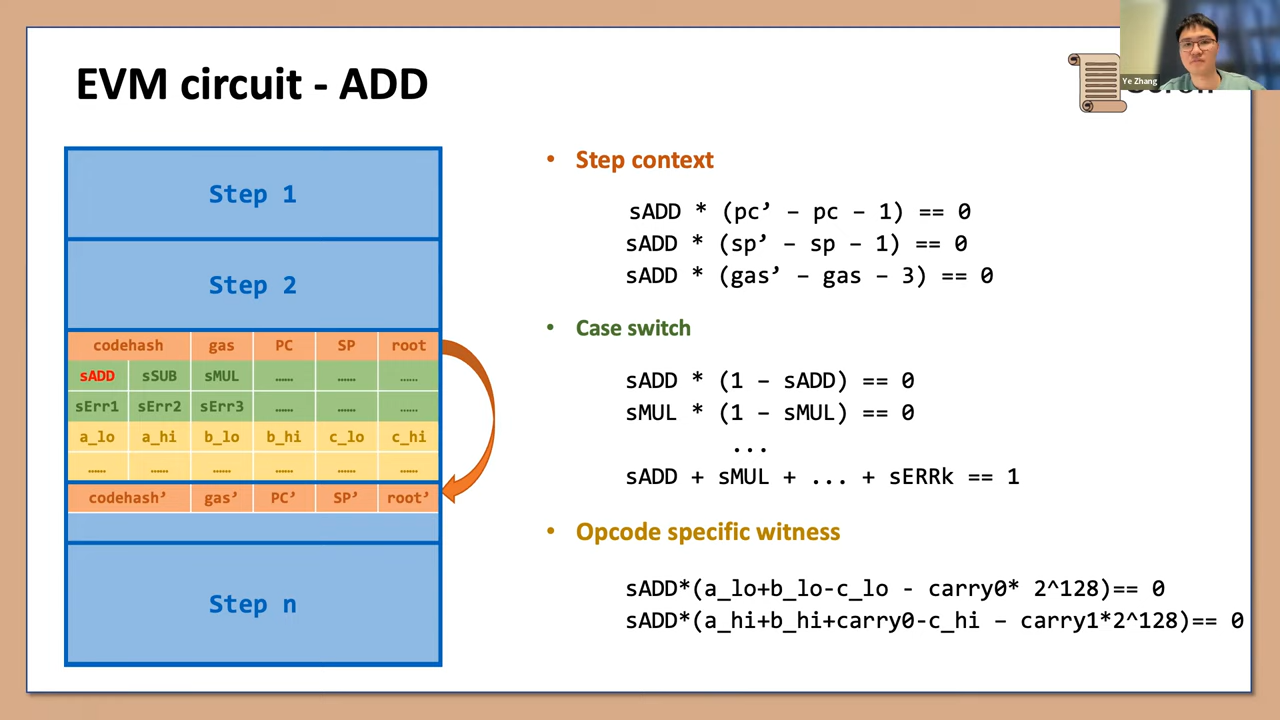 EVM circuit - ADD
Ye Zhang
Step 1
Step 2
codehash gas PC SP root
sADD sSUB sMUL …… …… ……
sErr1 sErr2 sErr3 …… …… ……
a_lo a_hi b_lo b_hi c_lo c_hi
…… …… …… …… …… ……
codehash’ gas’ PC’ SP’ root’
Step n
• Step context
sADD * (pc’ – pc – 1) == 0
sADD * (sp’ – sp – 1) == 0
sADD * (gas’ – gas – 3) == 0
• Case switch
sADD * (1 – sADD) == 0
sMUL * (1 – sMUL) == 0
...
sADD + sMUL + ... + sERRk == 1
• Opcode specific witness
sADD*(a_lo+b_lo-c_lo - carry0* 2^128)== 0
sADD*(a_hi+b_hi+carry0-c_hi – carry1*2^128)== 0